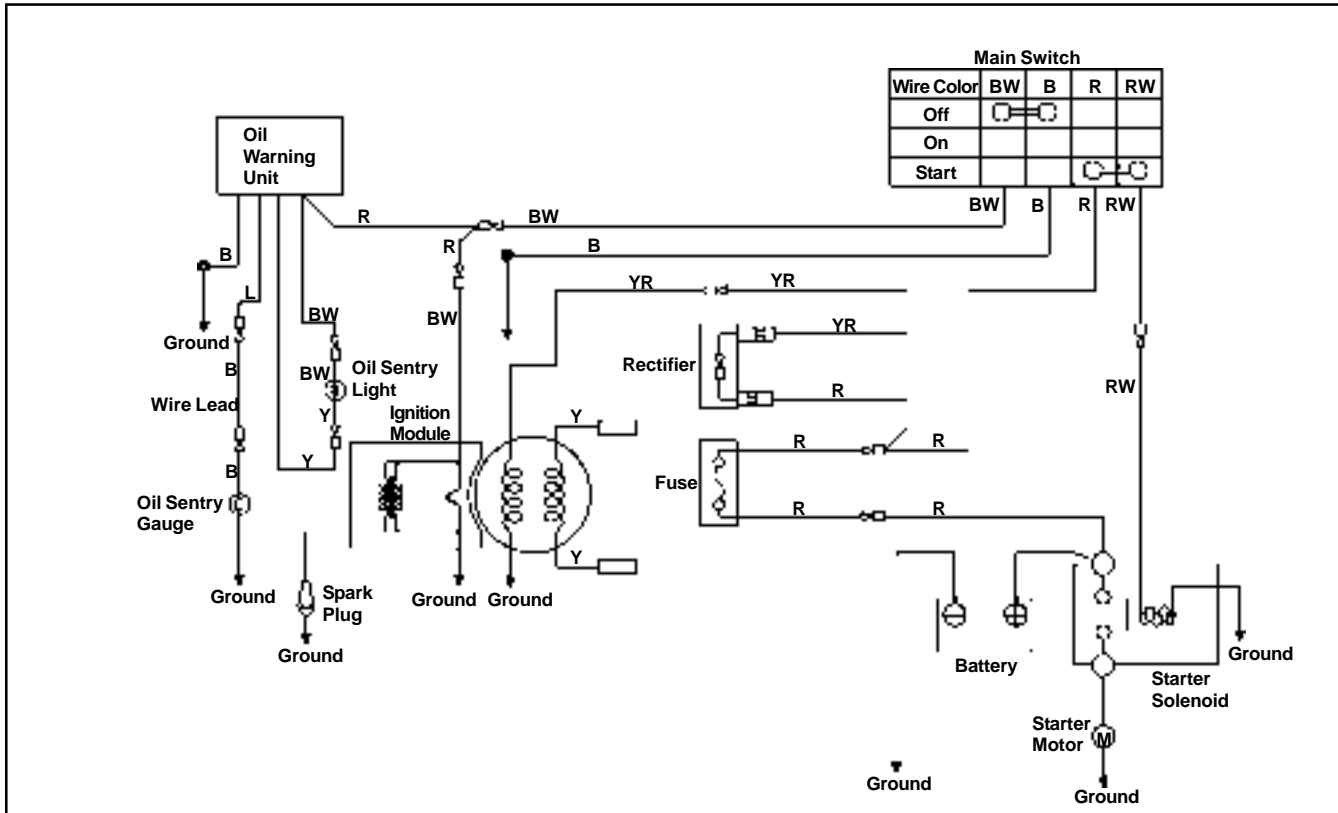 Main Switch
Wire Color BW B R RW
Off
On
Start
Oil
Warning
Unit
BW B R RW
R BW
B
R
B
YR YR
L
Ground
BW
BW
YR
Rectifier
R
RW
B
BW
Oil Sentry
Light
Wire Lead
Y
Ignition
Module
Y
R R
B
Y
Fuse
Oil Sentry
Gauge
R R
Y
Ground
Spark
Plug
Ground Ground
Ground
Battery
Ground
Starter
Solenoid
Starter
Motor
M
Ground
Ground